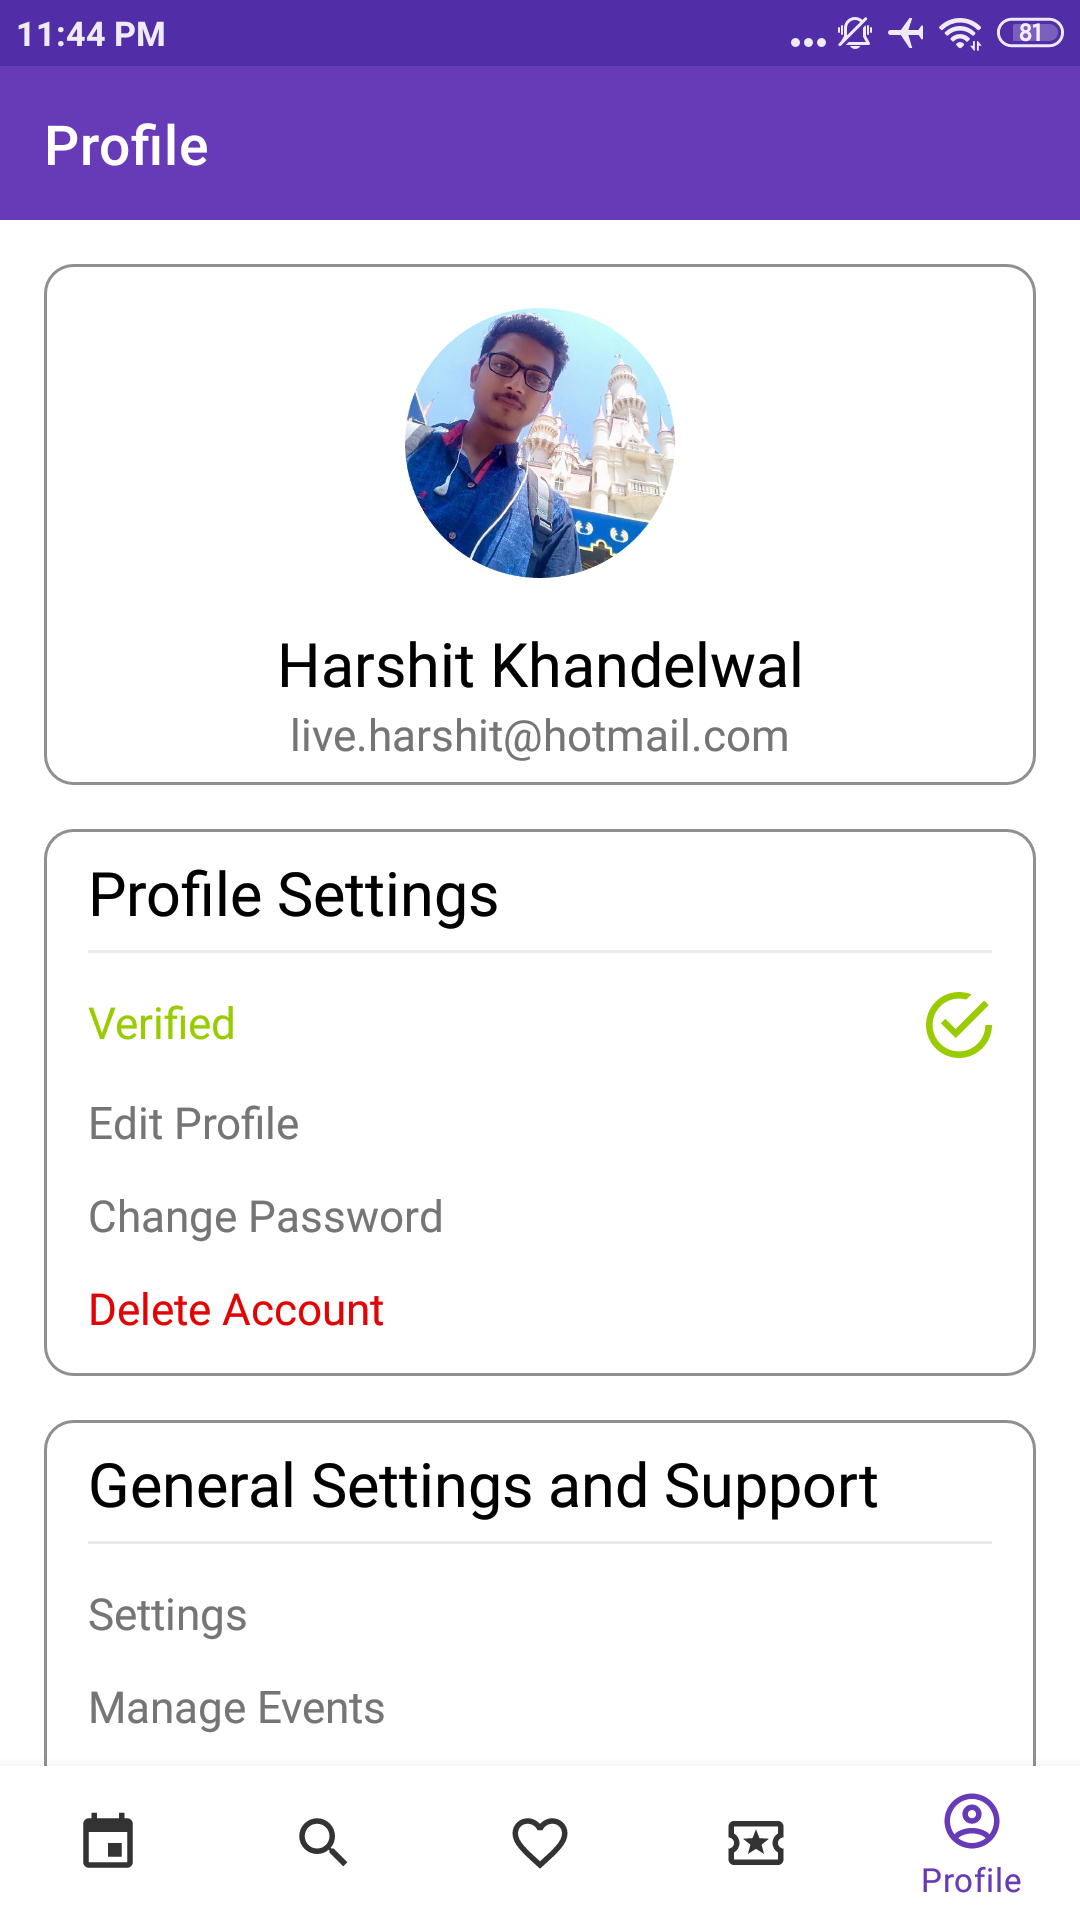 11:44 PM
81
Profile
Harshit Khandelwal
live.harshit@hotmail.com
Profile Settings
Verified
Edit Profile
Change Password
Delete Account
General Settings and Support
Settings
Manage Events
Profile